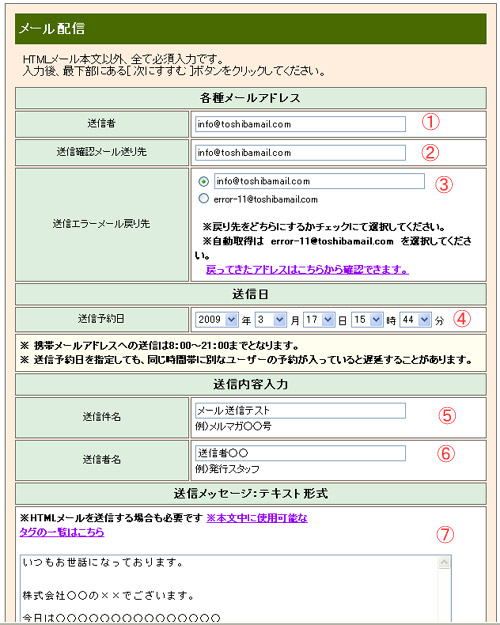 メール配信
HTMLメール本文以外、全て必須入力です。
入力後、最下部にある[次にすすむ]ボタンをクリックしてください。
各種メールアドレス
送信者
info@toshibamail.com
①
送信確認メール送り先
info@toshibamail.com
②
送信エラーメール戻り先
info@toshibamail.com
③
error-11@toshibamail.com
※戻り先をどちらにするかチェックにて選択してください。
※自動取得は error-11@toshibamail.com を選択してくださ
い。
戻ってきたアドレスはこちらから確認できます。
送信日
送信予約日
2009 年 3 月 17 日 15 時 44 分
④
※ 携帯メールアドレスへの送信は8:00~21:00までとなります。
※ 送信予約日を指定しても、同じ時間帯に別なユーザーの予約が入っていると遅延することがあります。
送信内容入力
送信件名
メール送信テスト
⑤
例)メルマガ○○号
送信者名
送信者○○
⑥
例)発行スタッフ
送信メッセージ:テキスト形式
※HTMLメールを送信する場合も必要です ※本文中に使用可能な
タグの一覧はこちら
⑦
いつもお世話になっております。
株式会社○○の××でございます。
今日は○○○○○○○○○○○○○○○